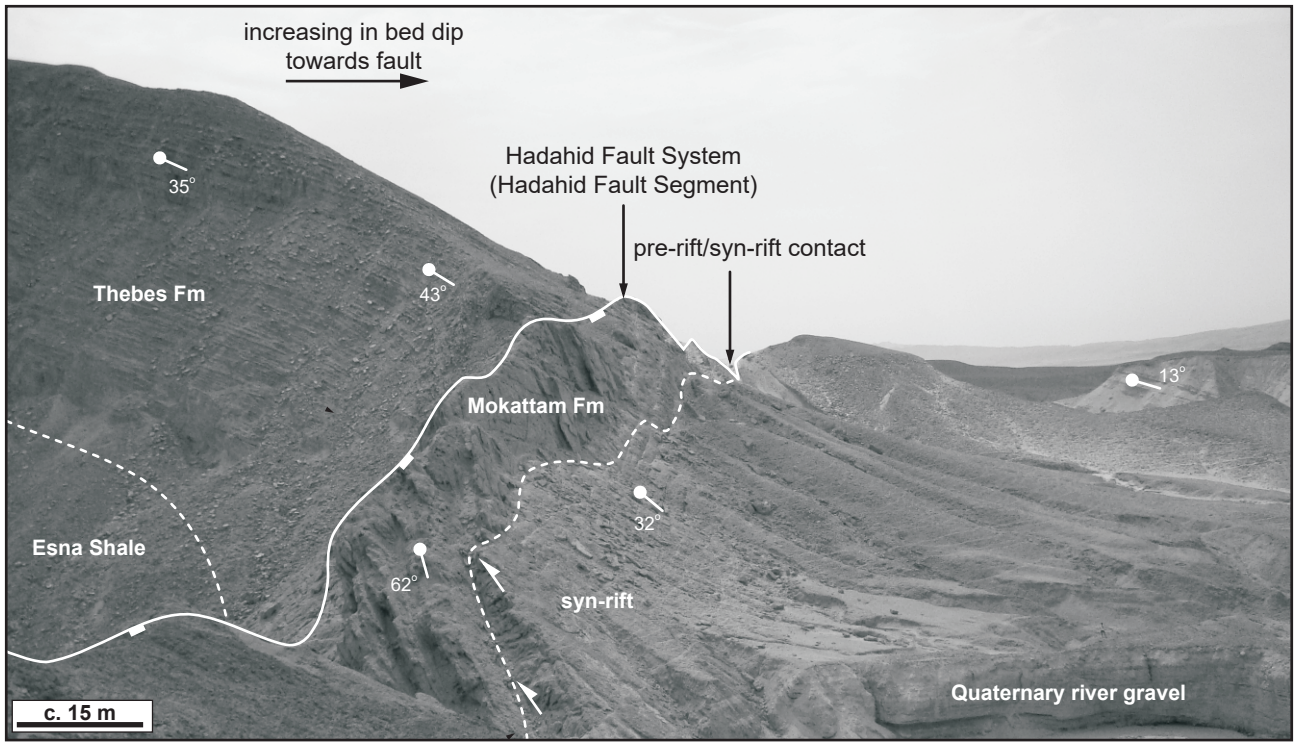 increasing in bed dip
towards fault
35°
Hadahid Fault System
(Hadahid Fault Segment)
pre-rift/syn-rift contact
43°
Thebes Fm
13°
Mokattam Fm
32°
Esna Shale
62°
syn-rift
Quaternary river gravel
c. 15 m